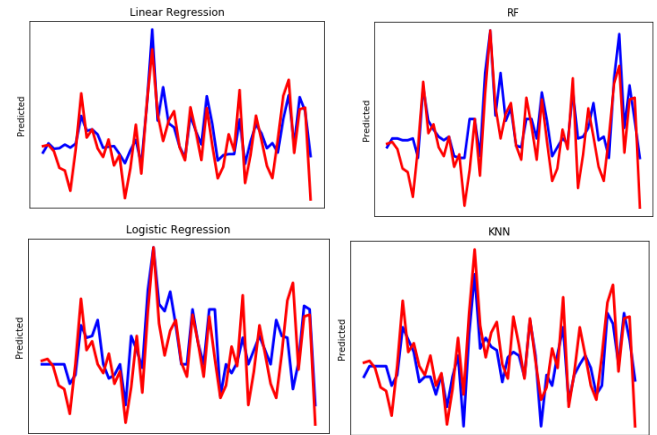 Linear Regression
RF
Predicted
Predicted
Logistic Regression
KNN
Predicted
Predicted